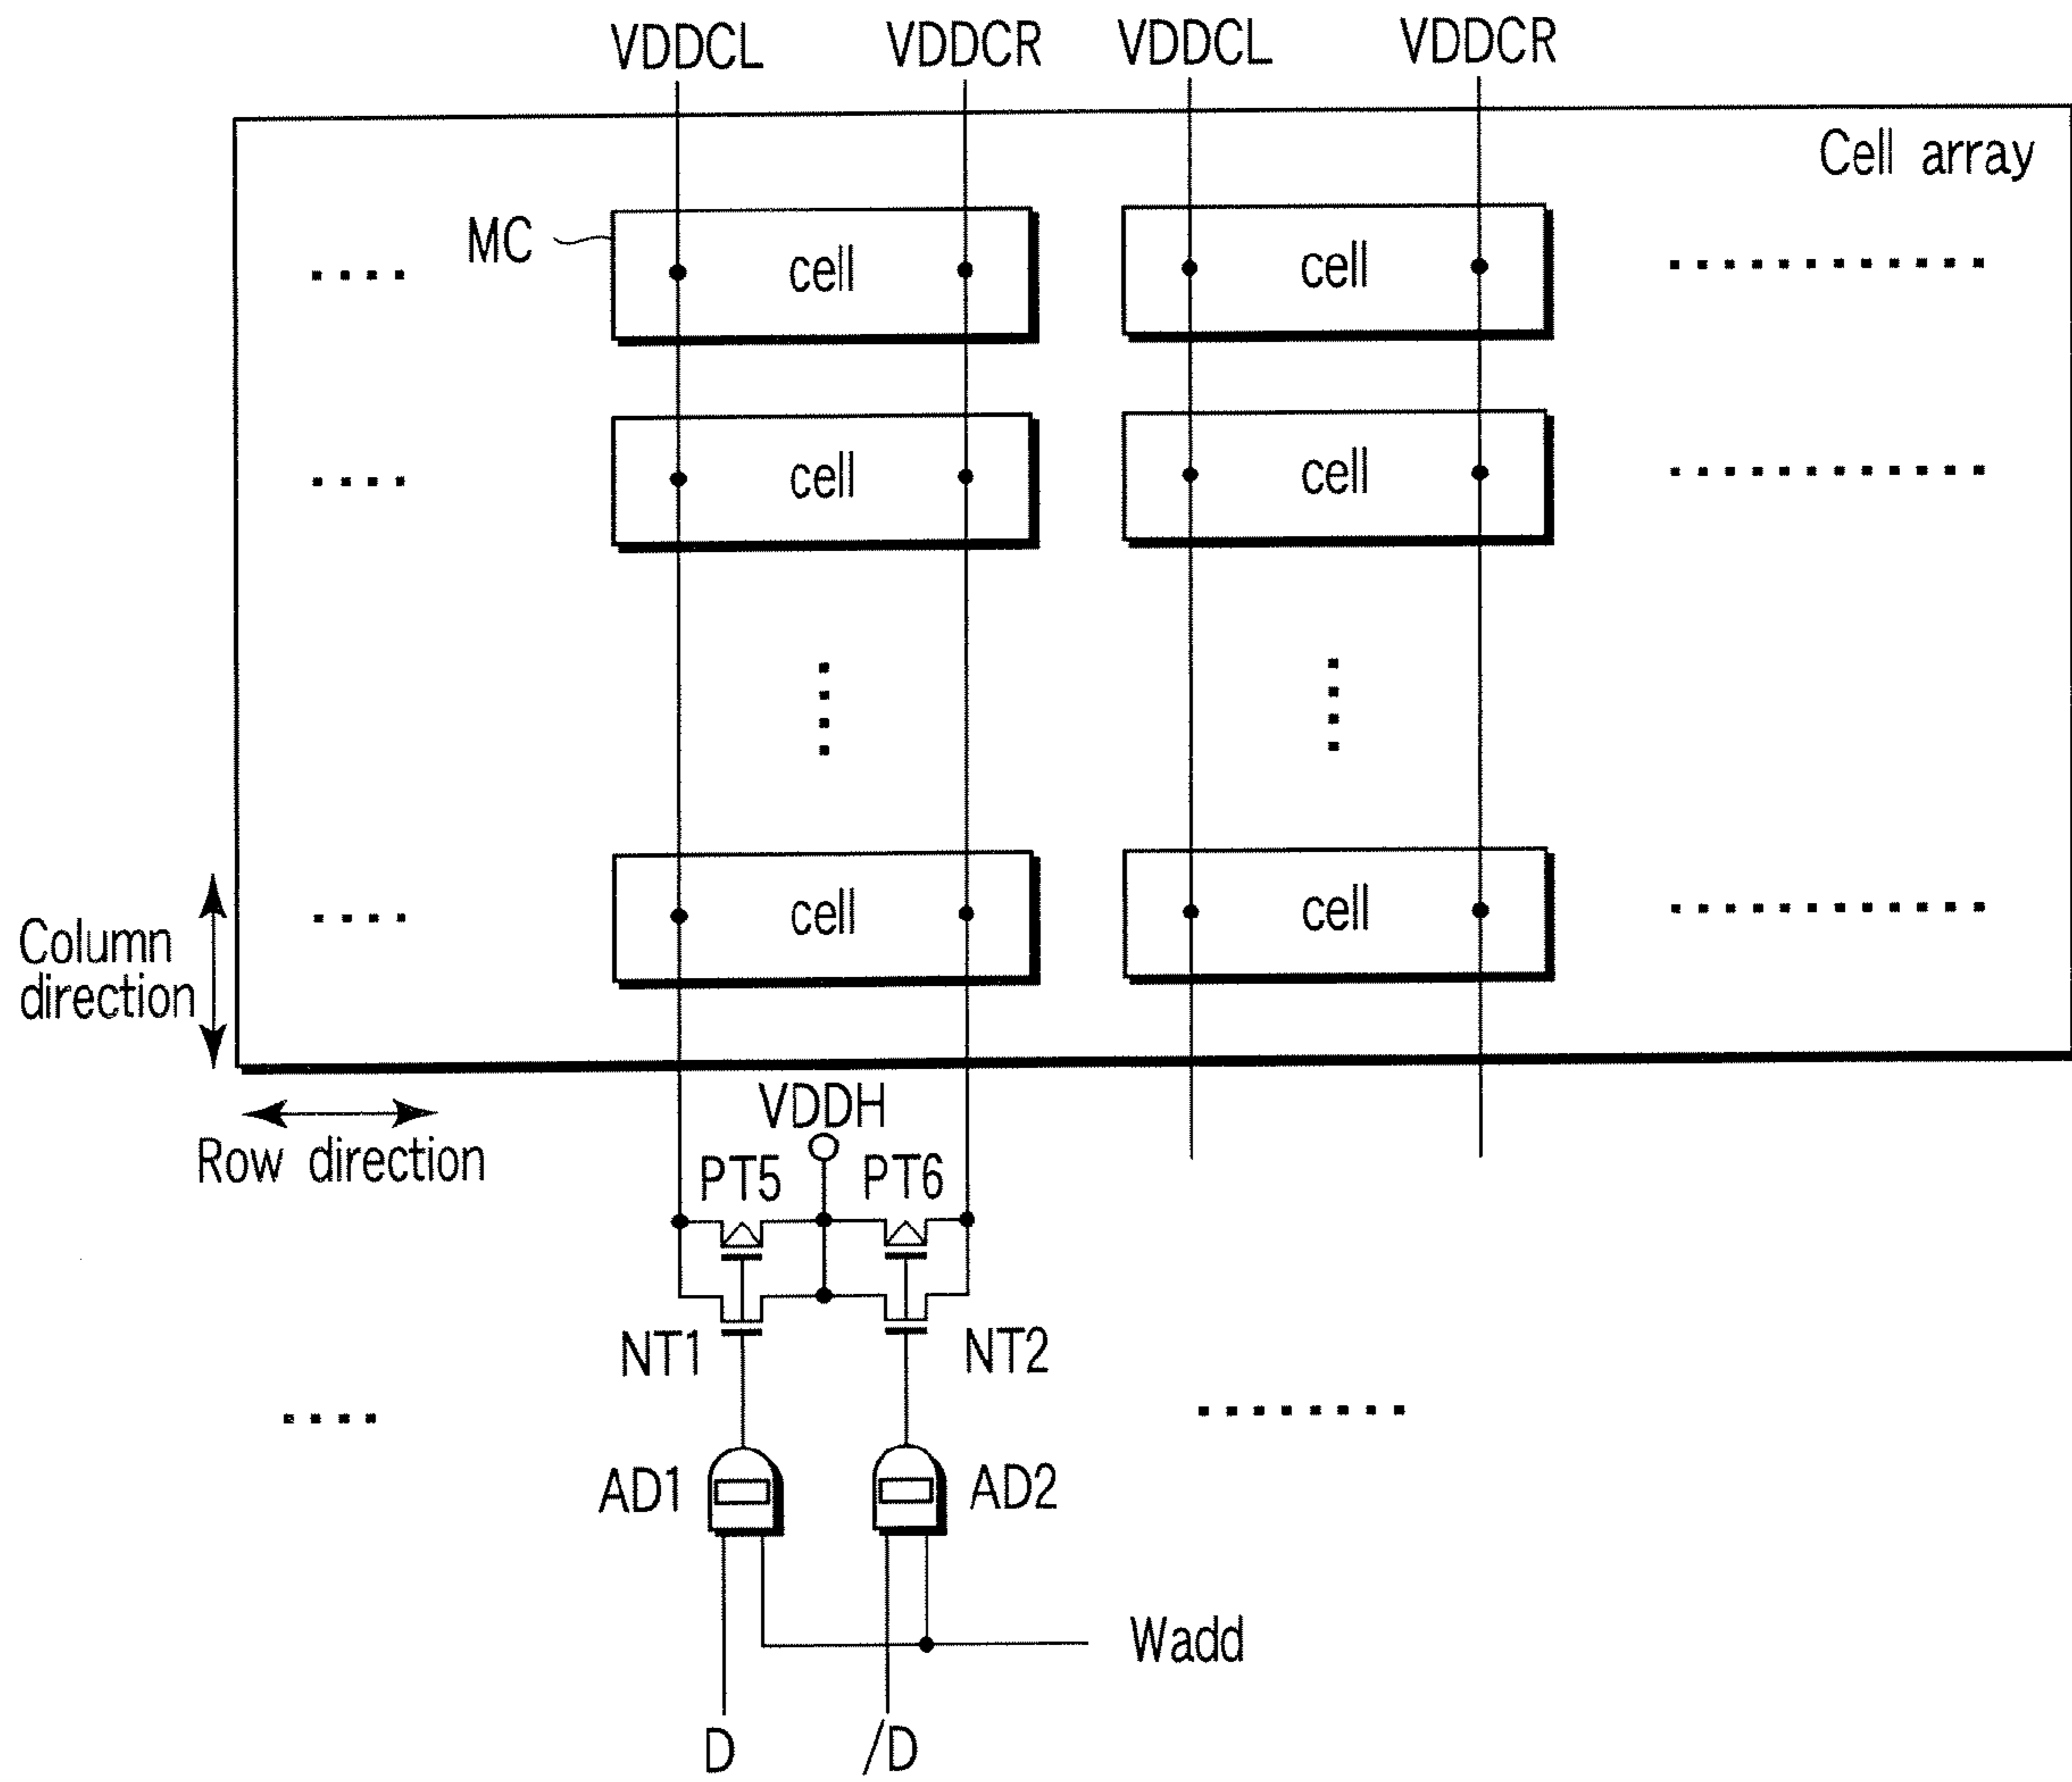 VDDCL VDDCR VDDCL VDDCR
Cell array
MC cell cell
cell cell
cell cell
Column
direction
Row direction
VDDH
PT5 PT6
NT1 NT2
AD1 AD2
Wadd
D /D